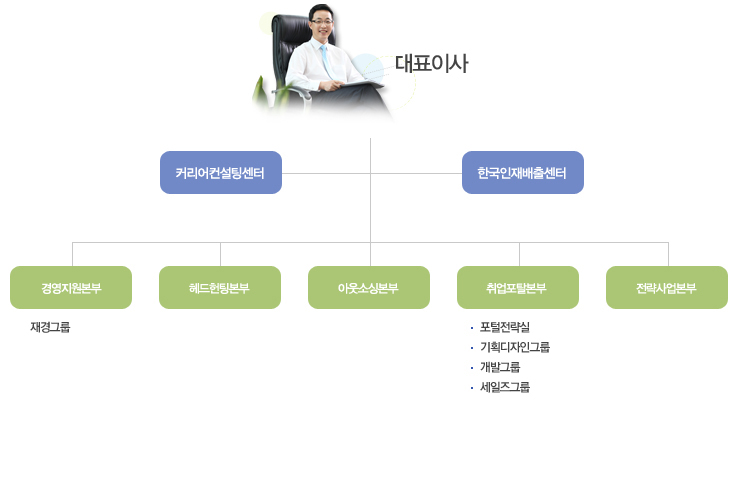 대표이사
커리어컨설팅센터
한국인재배출센터
경영지원본부
헤드헌팅본부
아웃소싱본부
취업포탈본부
전략사업본부
재경그룹
포털전략실
기획디자인그룹
개발그룹
세일즈그룹